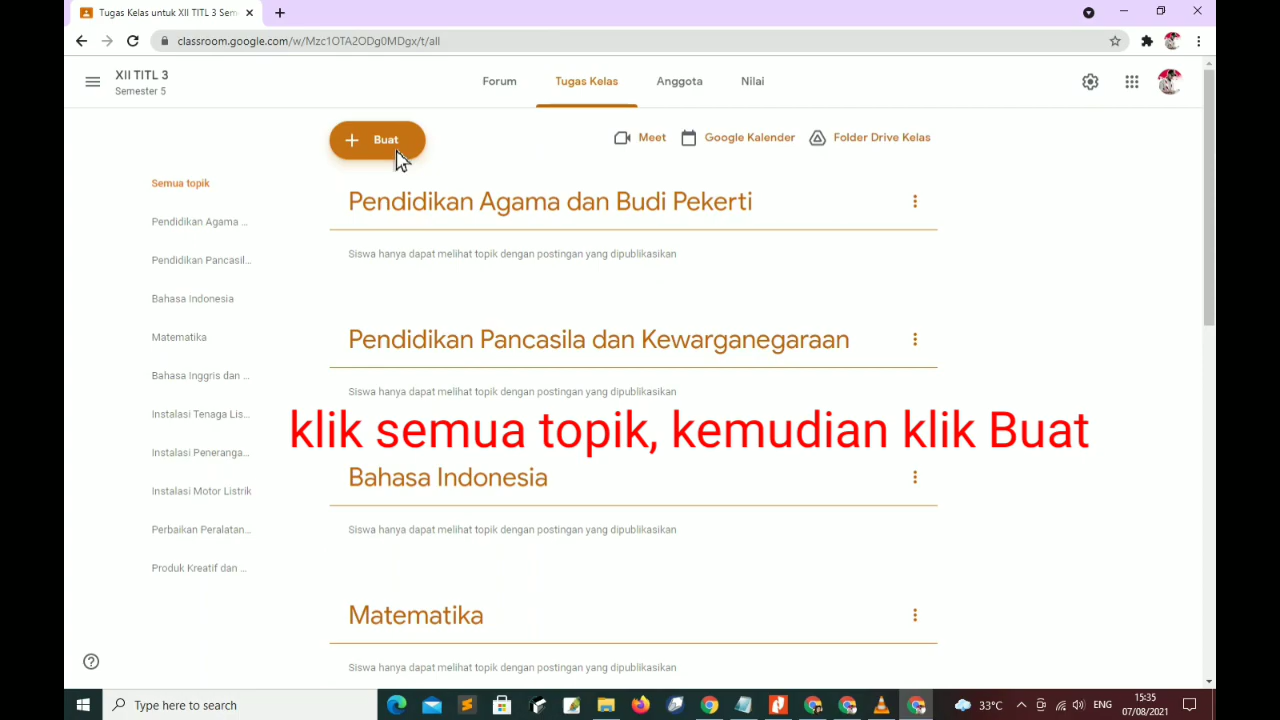 Tugas Kelas untuk XII TITL 3 Sem
classroom.google.com/w/Mzc1OTA2ODg0MDgx/t/all
XII TITL 3
Semester 5
Forum
Tugas Kelas
Anggota
Nilai
Buat
Meet
Google Kalender
Folder Drive Kelas
Semua topik
Pendidikan Agama ...
Pendidikan Pancasil...
Bahasa Indonesia
Matematika
Bahasa Inggris dan ...
Instalasi Tenaga Lis...
Instalasi Peneranga...
Instalasi Motor Listrik
Perbaikan Peralatan...
Produk Kreatif dan ...
Pendidikan Agama dan Budi Pekerti
Siswa hanya dapat melihat topik dengan postingan yang dipublikasikan
Pendidikan Pancasila dan Kewarganegaraan
Siswa hanya dapat melihat topik dengan postingan yang dipublikasikan
klik semua topik, kemudian klik Buat
Bahasa Indonesia
Siswa hanya dapat melihat topik dengan postingan yang dipublikasikan
Matematika
Siswa hanya dapat melihat topik dengan postingan yang dipublikasikan
Type here to search
33°C
ENG
15:35
07/08/2021